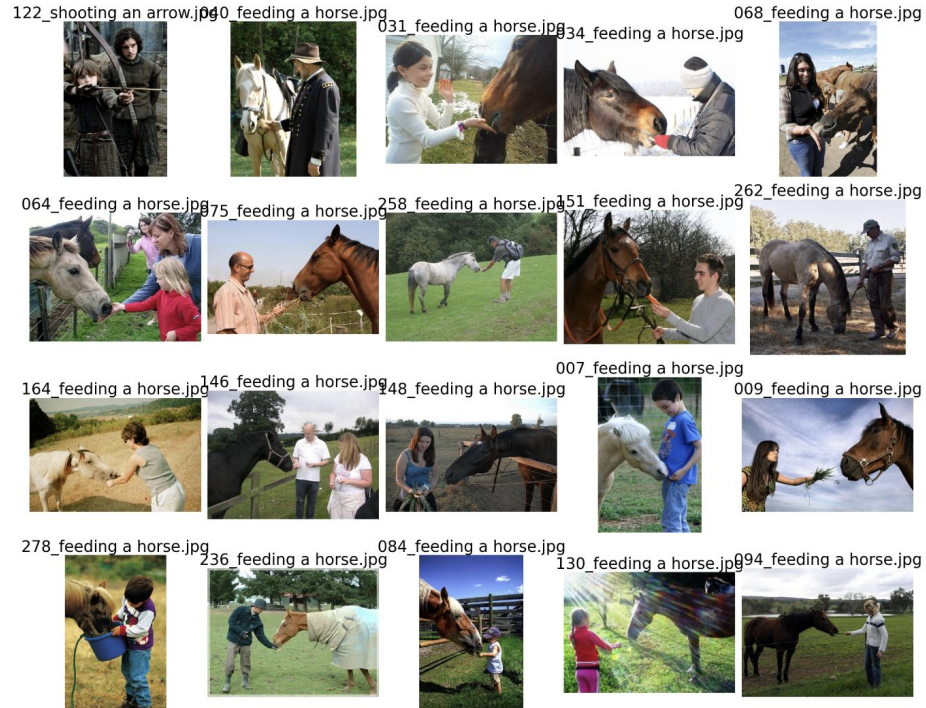 122_shooting an arrow.jpg
040_feeding a horse.jpg
031_feeding a horse.jpg
034_feeding a horse.jpg
068_feeding a horse.jpg
064_feeding a horse.jpg
075_feeding a horse.jpg
258_feeding a horse.jpg
151_feeding a horse.jpg
262_feeding a horse.jpg
164_feeding a horse.jpg
146_feeding a horse.jpg
148_feeding a horse.jpg
007_feeding a horse.jpg
009_feeding a horse.jpg
278_feeding a horse.jpg
236_feeding a horse.jpg
084_feeding a horse.jpg
130_feeding a horse.jpg
094_feeding a horse.jpg